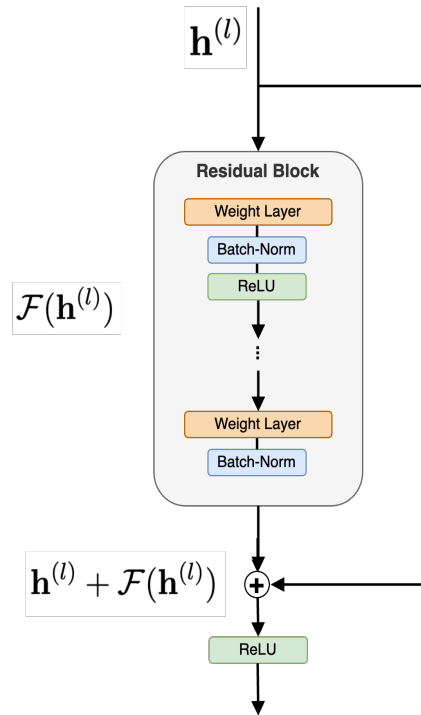 𝐡⁽ˡ⁾
Residual Block
Weight Layer
Batch-Norm
ReLU
ℱ(𝐡⁽ˡ⁾)
...
Weight Layer
Batch-Norm
𝐡⁽ˡ⁾ + ℱ(𝐡⁽ˡ⁾)
+
ReLU